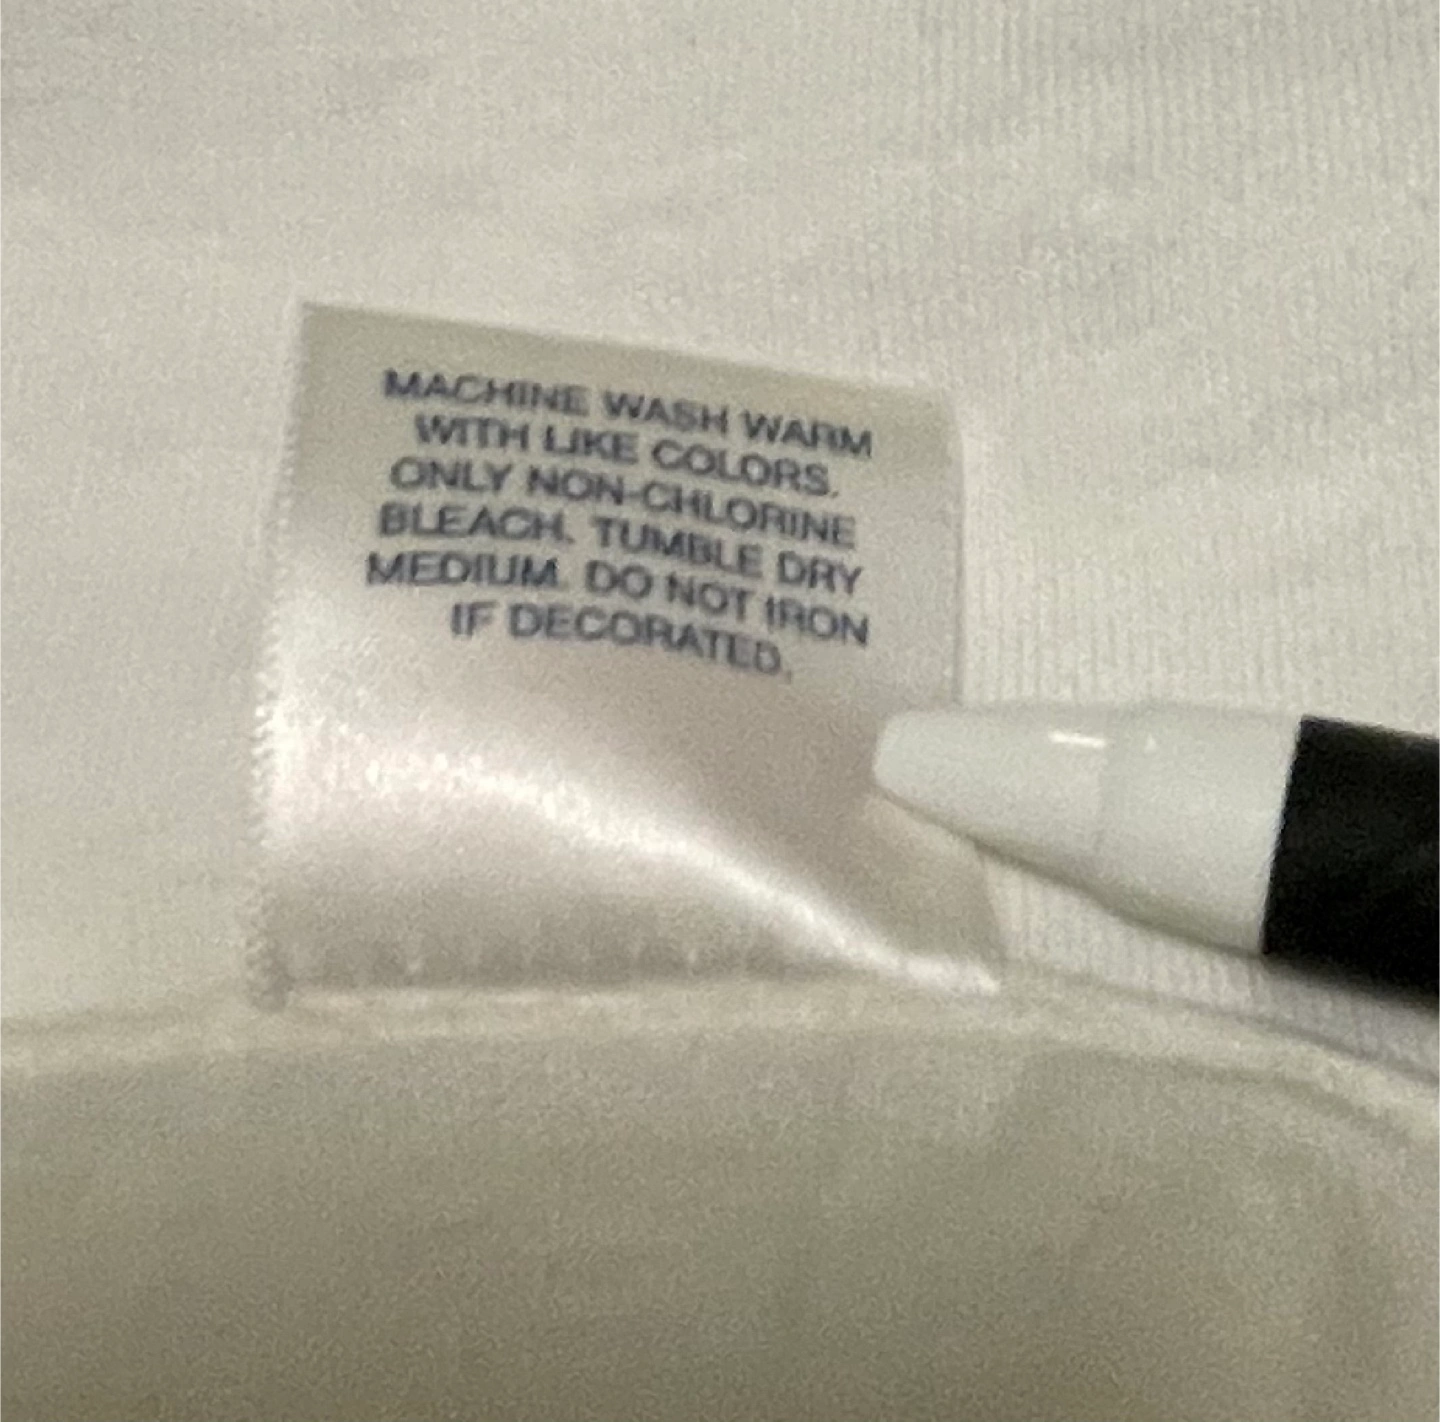 MACHINE WASH WARM
WITH LIKE COLORS.
ONLY NON-CHLORINE
BLEACH. TUMBLE DRY
MEDIUM. DO NOT IRON
IF DECORATED.